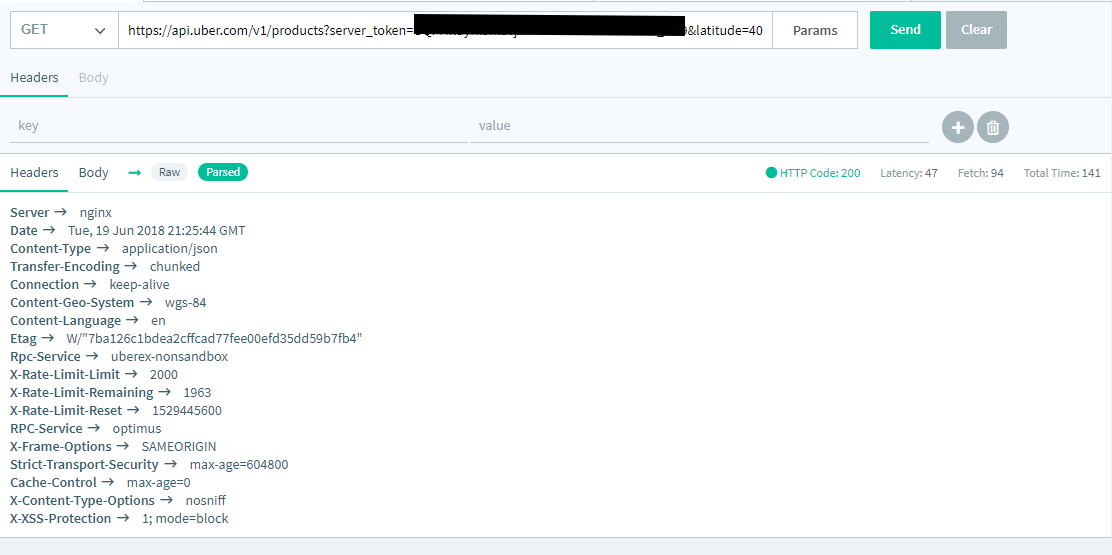 GET https://api.uber.com/v1/products?server_token= 9&latitude=40 Params Send Clear
Headers Body
key value
Headers Body → Raw Parsed HTTP Code: 200 Latency: 47 Fetch: 94 Total Time: 141
Server → nginx
Date → Tue, 19 Jun 2018 21:25:44 GMT
Content-Type → application/json
Transfer-Encoding → chunked
Connection → keep-alive
Content-Geo-System → wgs-84
Content-Language → en
Etag → W/"7ba126c1bdea2cffcad77fee00efd35dd59b7fb4"
Rpc-Service → uberex-nonsandbox
X-Rate-Limit-Limit → 2000
X-Rate-Limit-Remaining → 1963
X-Rate-Limit-Reset → 1529445600
RPC-Service → optimus
X-Frame-Options → SAMEORIGIN
Strict-Transport-Security → max-age=604800
Cache-Control → max-age=0
X-Content-Type-Options → nosniff
X-XSS-Protection → 1; mode=block